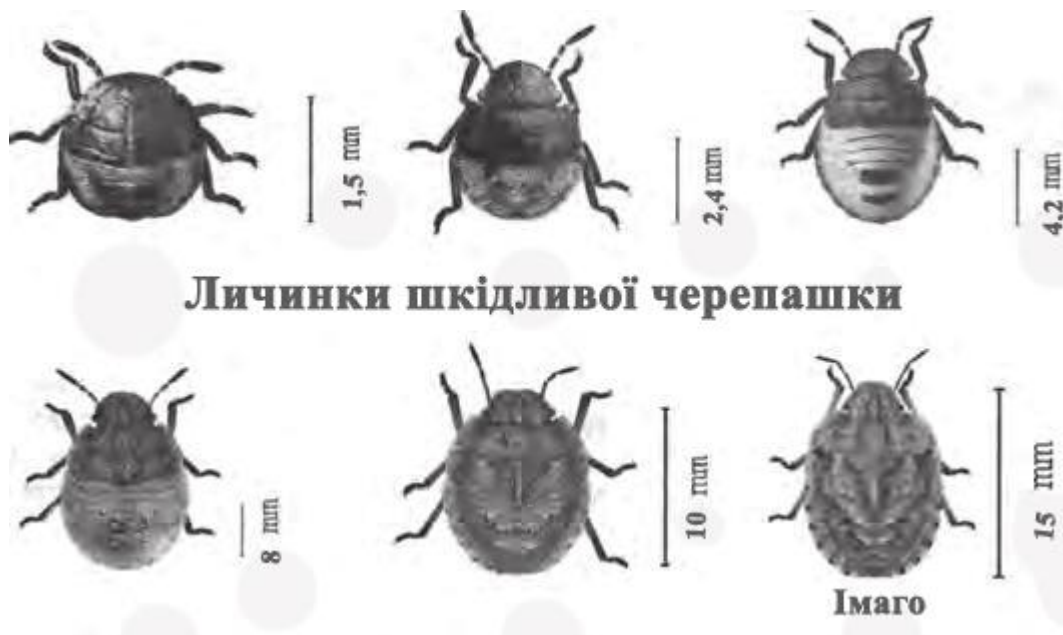 1,5 mm
2,4 mm
4,2 mm
Личинки шкідливої черепашки
8 mm
10 mm
15 mm
Імаго